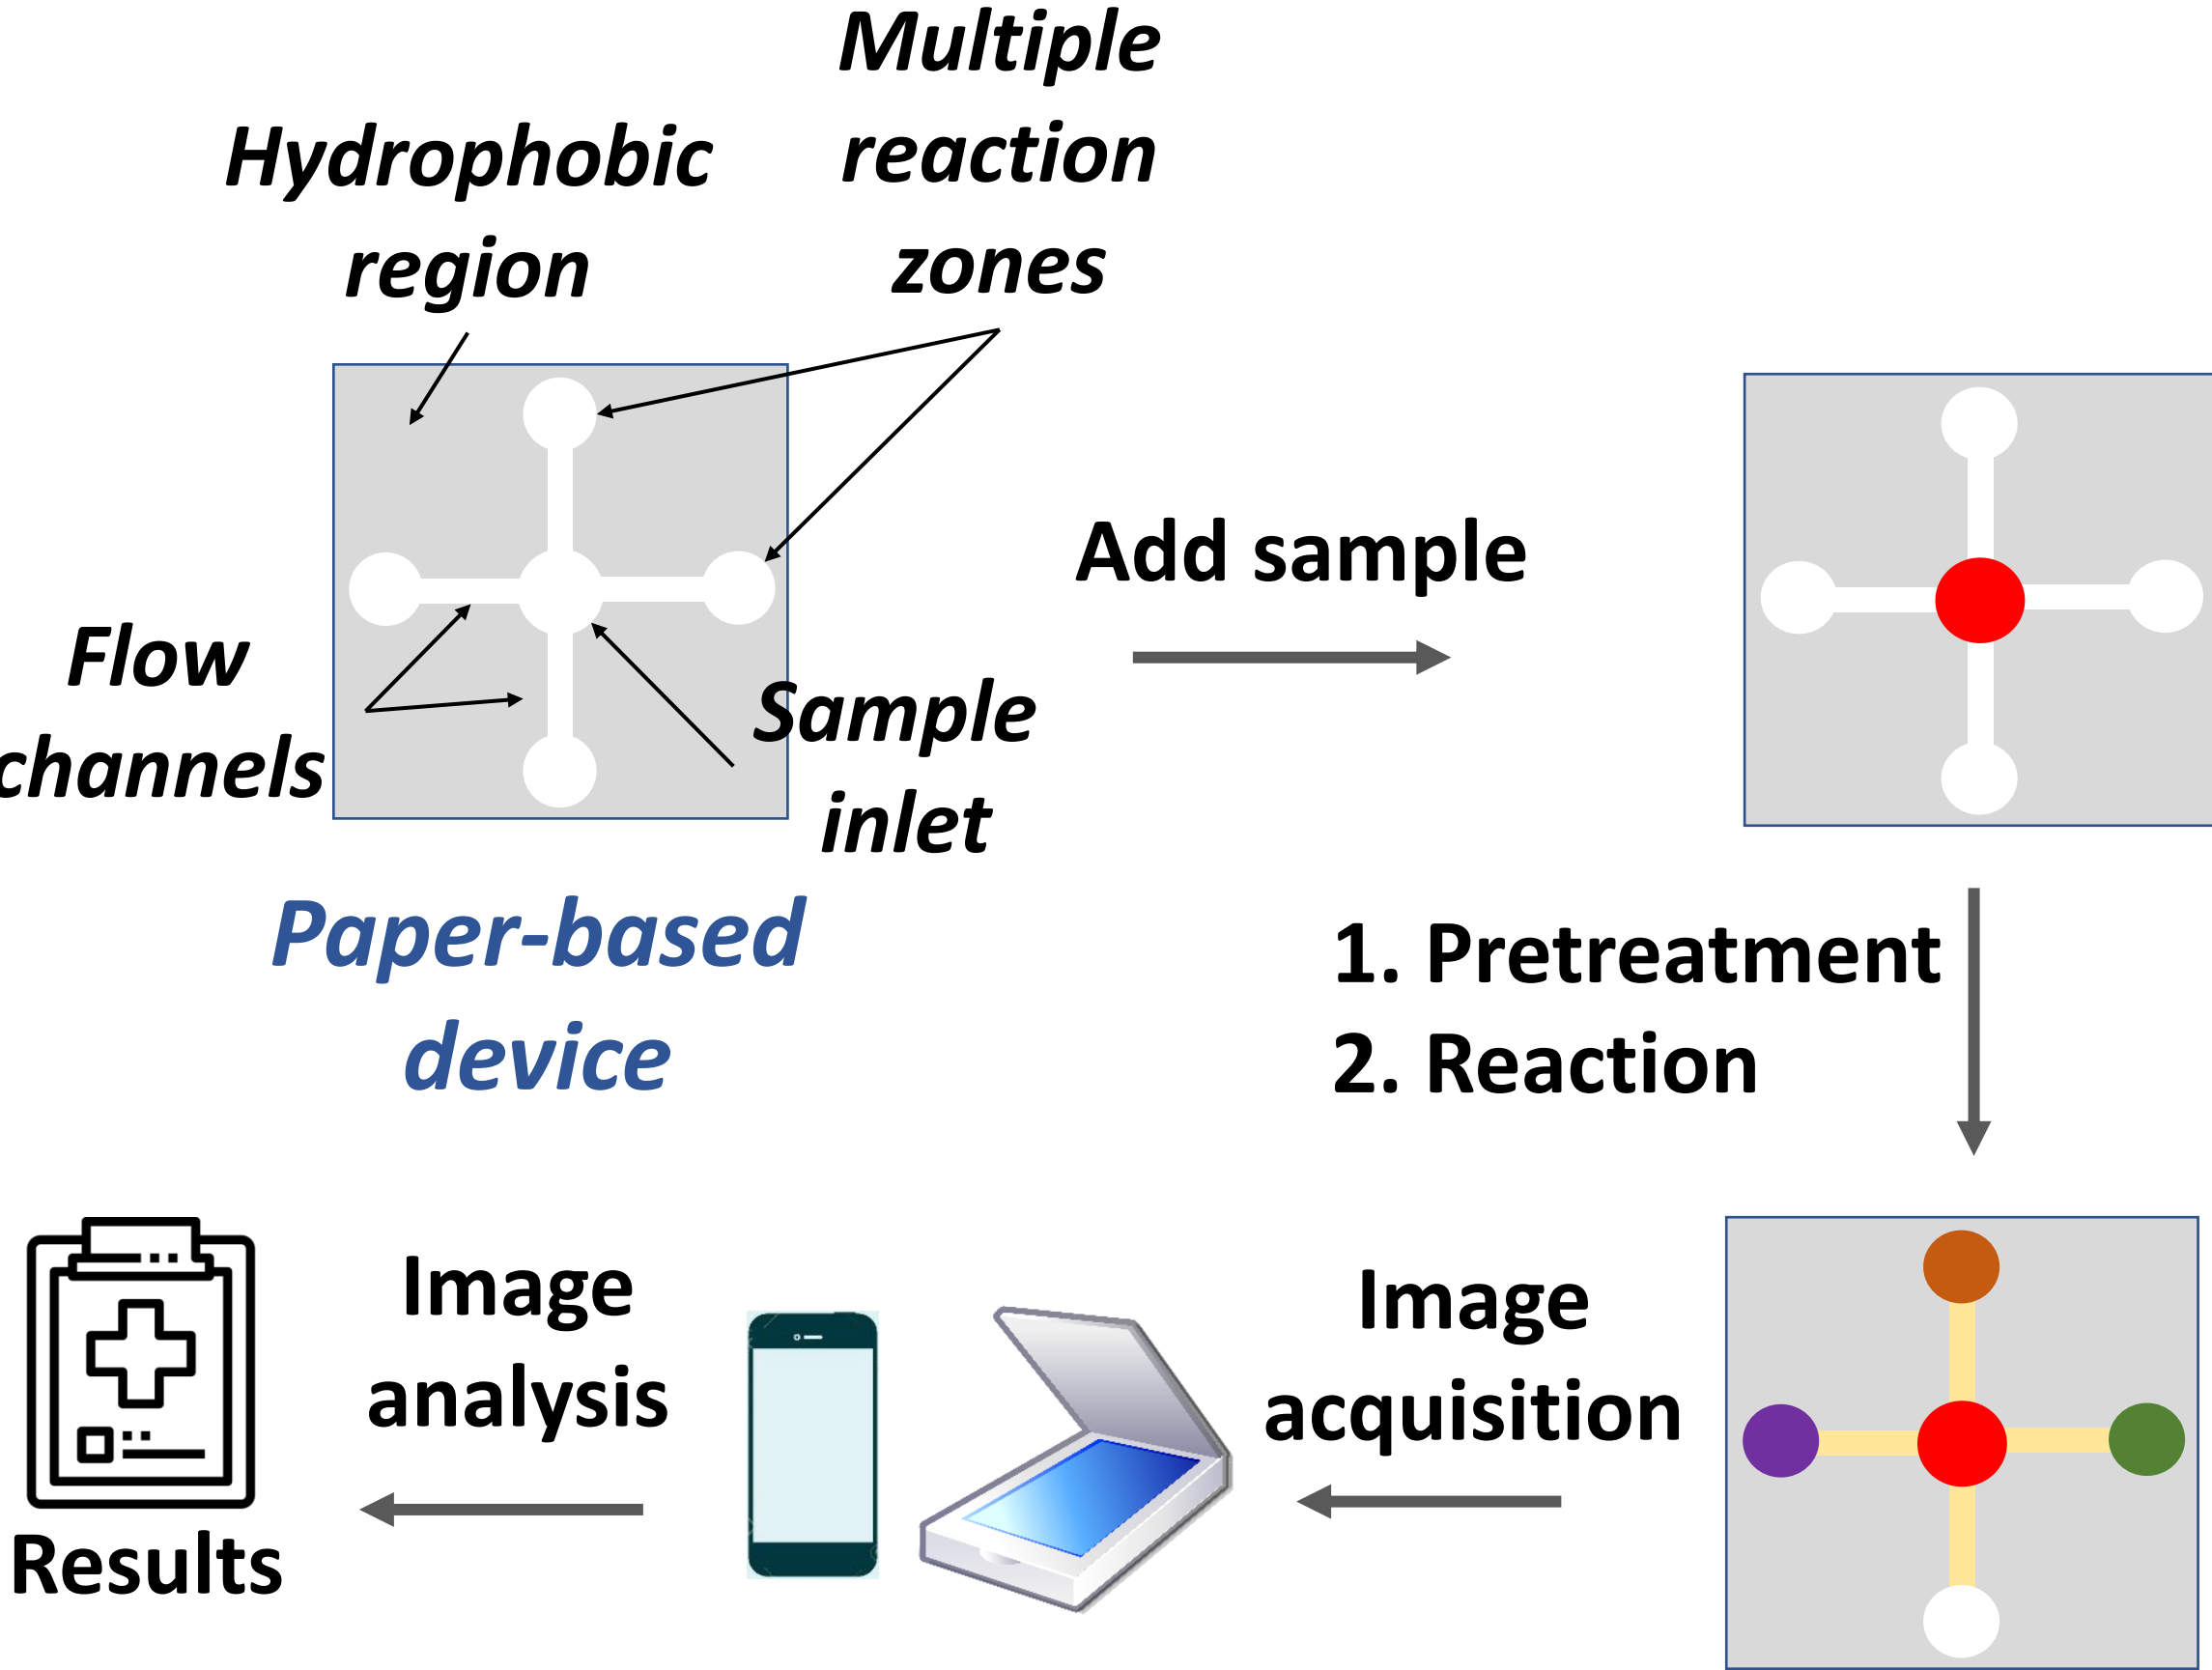 Multiple
reaction
zones
Hydrophobic
region
Add sample
Flow
channels
Sample
inlet
Paper-based
device
1. Pretreatment
2. Reaction
Image
acquisition
Image
analysis
Results